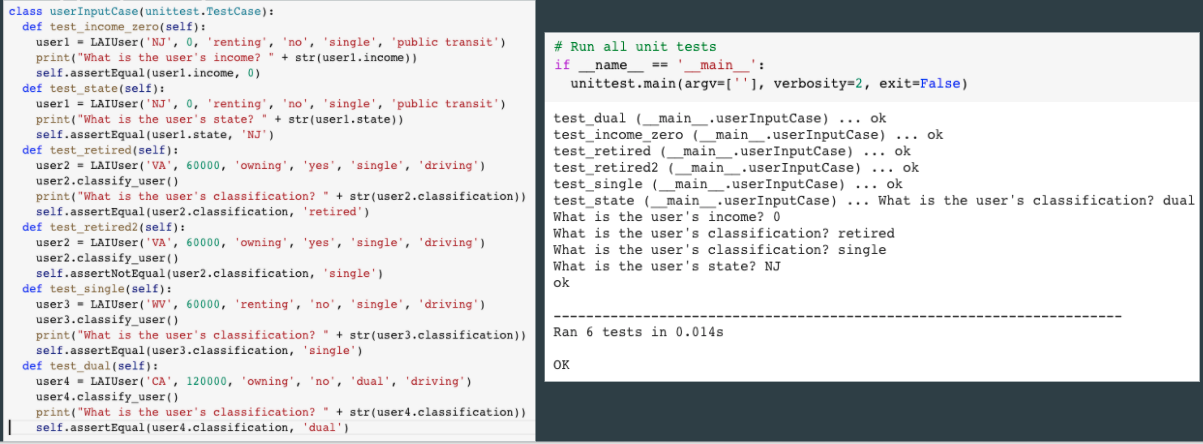 class userInputCase(unittest.TestCase):
def test_income_zero(self):
user1 = LAIUser('NJ', 0, 'renting', 'no', 'single', 'public transit')
print("What is the user's income? " + str(user1.income))
self.assertEqual(user1.income, 0)
def test_state(self):
user1 = LAIUser('NJ', 0, 'renting', 'no', 'single', 'public transit')
print("What is the user's state? " + str(user1.state))
self.assertEqual(user1.state, 'NJ')
def test_retired(self):
user2 = LAIUser('VA', 60000, 'owning', 'yes', 'single', 'driving')
user2.classify_user()
print("What is the user's classification? " + str(user2.classification))
self.assertEqual(user2.classification, 'retired')
def test_retired2(self):
user2 = LAIUser('VA', 60000, 'owning', 'yes', 'single', 'driving')
user2.classify_user()
self.assertNotEqual(user2.classification, 'single')
def test_single(self):
user3 = LAIUser('WV', 60000, 'renting', 'no', 'single', 'driving')
user3.classify_user()
print("What is the user's classification? " + str(user3.classification))
self.assertEqual(user3.classification, 'single')
def test_dual(self):
user4 = LAIUser('CA', 120000, 'owning', 'no', 'dual', 'driving')
user4.classify_user()
print("What is the user's classification? " + str(user4.classification))
self.assertEqual(user4.classification, 'dual')
# Run all unit tests
if __name__ == '__main__':
unittest.main(argv=[''], verbosity=2, exit=False)
test_dual (__main__.userInputCase) ... ok
test_income_zero (__main__.userInputCase) ... ok
test_retired (__main__.userInputCase) ... ok
test_retired2 (__main__.userInputCase) ... ok
test_single (__main__.userInputCase) ... ok
test_state (__main__.userInputCase) ... What is the user's classification? dual
What is the user's income? 0
What is the user's classification? retired
What is the user's classification? single
What is the user's state? NJ
ok
----------------------------------------------------------------------
Ran 6 tests in 0.014s
OK